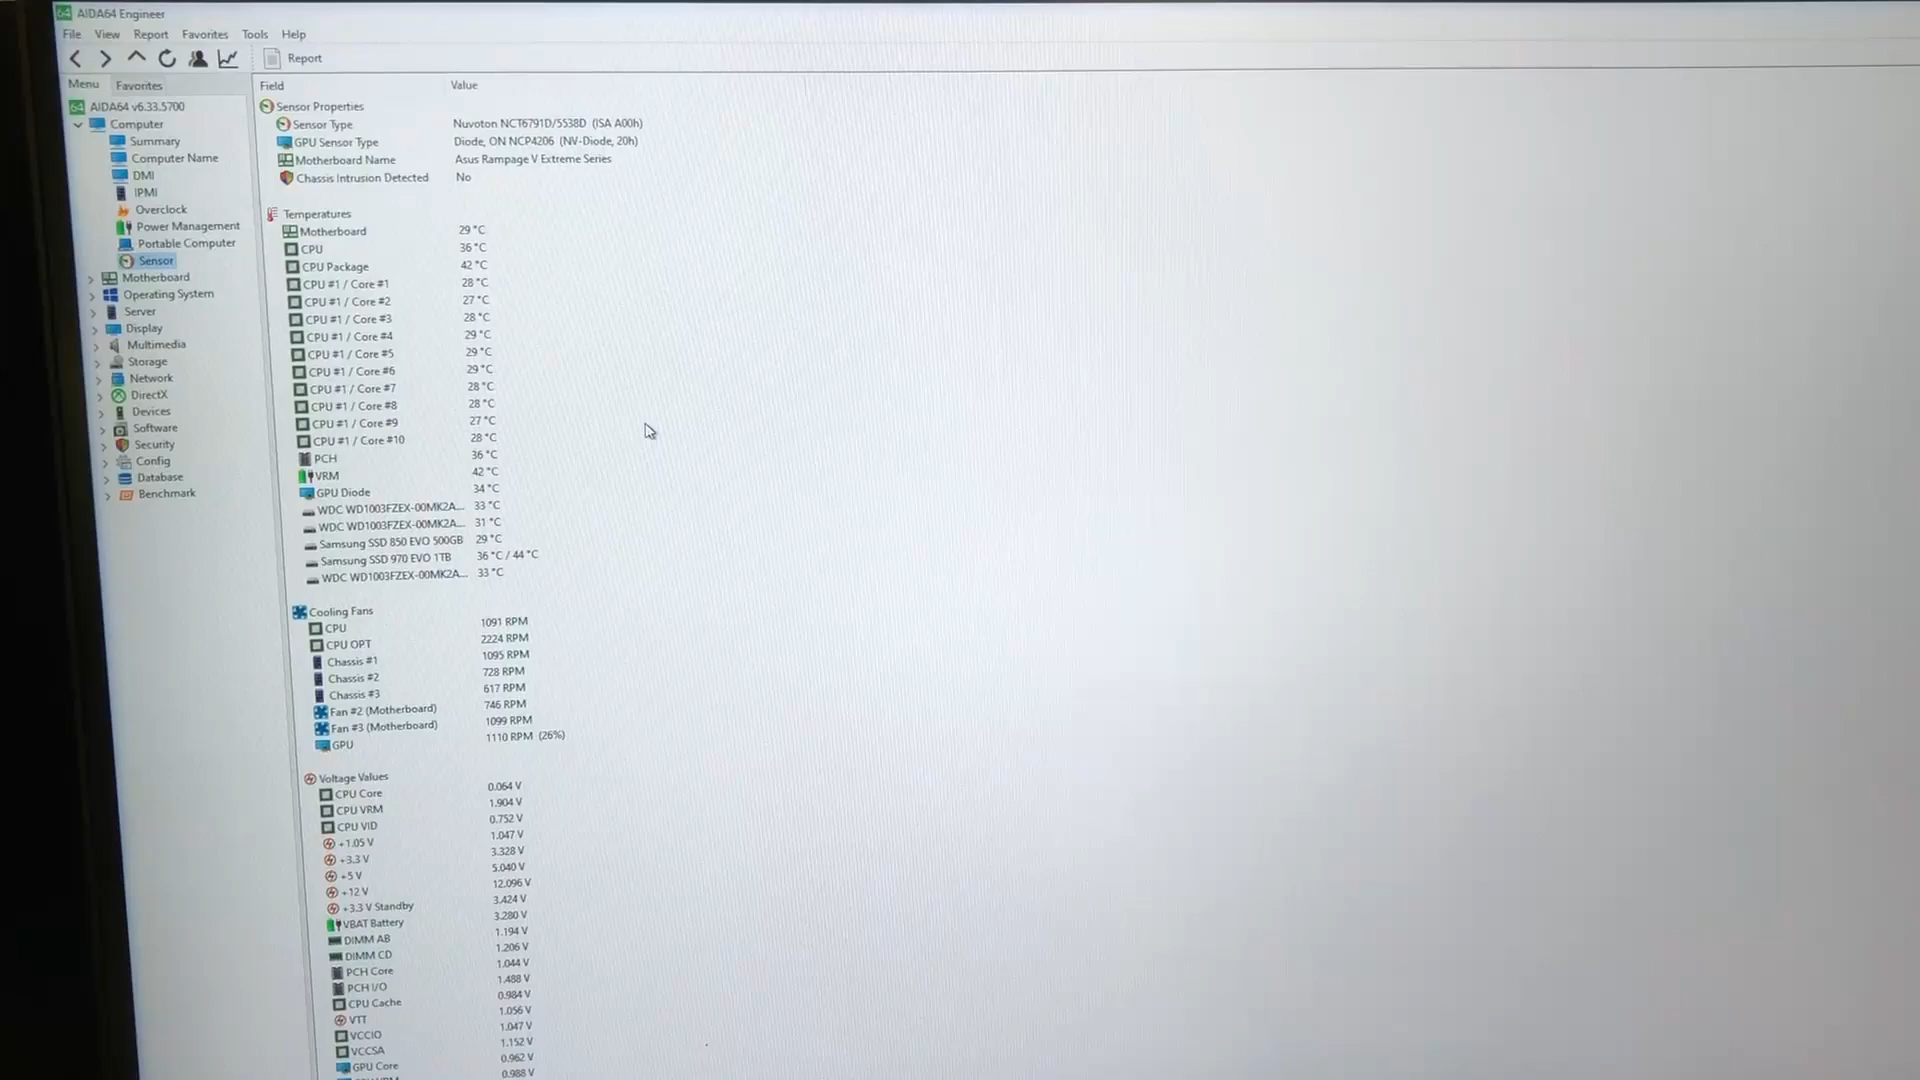 AIDA64 Engineer
File View Report Favorites Tools Help
Report
Menu Favorites
AIDA64 v6.33.5700
Computer
Summary
Computer Name
DMI
IPMI
Overclock
Power Management
Portable Computer
Sensor
Motherboard
Operating System
Server
Display
Multimedia
Storage
Network
DirectX
Devices
Software
Security
Config
Database
Benchmark
Field Value
Sensor Properties
Sensor Type Nuvoton NCT6791D/5538D (ISA A00h)
GPU Sensor Type Diode, ON NCP4206 (NV-Diode, 20h)
Motherboard Name Asus Rampage V Extreme Series
Chassis Intrusion Detected No
Temperatures
Motherboard 29 °C
CPU 36 °C
CPU Package 42 °C
CPU #1 / Core #1 28 °C
CPU #1 / Core #2 27 °C
CPU #1 / Core #3 28 °C
CPU #1 / Core #4 29 °C
CPU #1 / Core #5 29 °C
CPU #1 / Core #6 29 °C
CPU #1 / Core #7 28 °C
CPU #1 / Core #8 28 °C
CPU #1 / Core #9 27 °C
CPU #1 / Core #10 28 °C
PCH 36 °C
VRM 42 °C
GPU Diode 34 °C
WDC WD1003FZEX-00MK2A... 33 °C
WDC WD1003FZEX-00MK2A... 31 °C
Samsung SSD 850 EVO 500GB 29 °C
Samsung SSD 970 EVO 1TB 36 °C / 44 °C
WDC WD1003FZEX-00MK2A... 33 °C
Cooling Fans
CPU 1091 RPM
CPU OPT 2224 RPM
Chassis #1 1095 RPM
Chassis #2 728 RPM
Chassis #3 617 RPM
Fan #2 (Motherboard) 746 RPM
Fan #3 (Motherboard) 1099 RPM
GPU 1110 RPM (26%)
Voltage Values
CPU Core 0.064 V
CPU VRM 1.904 V
CPU VID 0.752 V
+1.05 V 1.047 V
+3.3 V 3.328 V
+5 V 5.040 V
+12 V 12.096 V
+3.3 V Standby 3.424 V
VBAT Battery 3.280 V
DIMM AB 1.194 V
DIMM CD 1.206 V
PCH Core 1.044 V
PCH I/O 1.488 V
CPU Cache 0.984 V
VTT 1.056 V
VCCIO 1.047 V
VCCSA 1.152 V
GPU Core 0.962 V
0.988 V